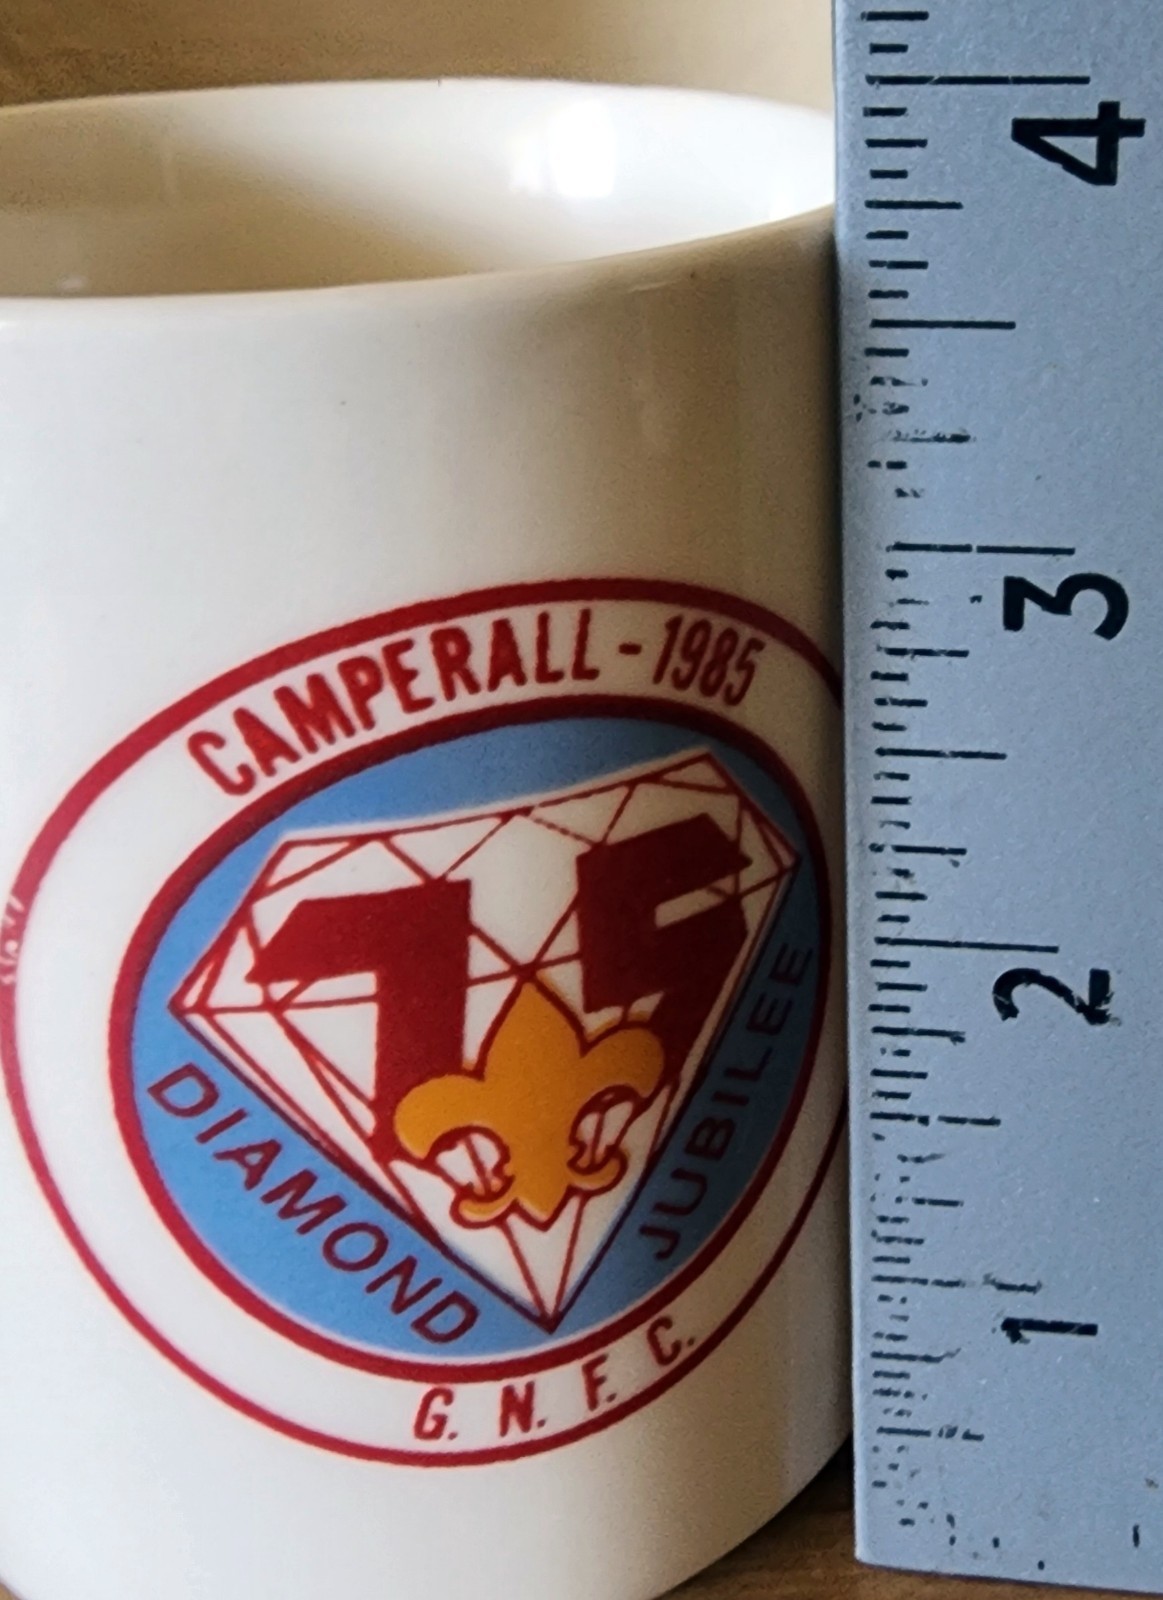 CAMPERALL - 1985
75
DIAMOND
JUBILEE
G. N. F. C.
4
3
2
1